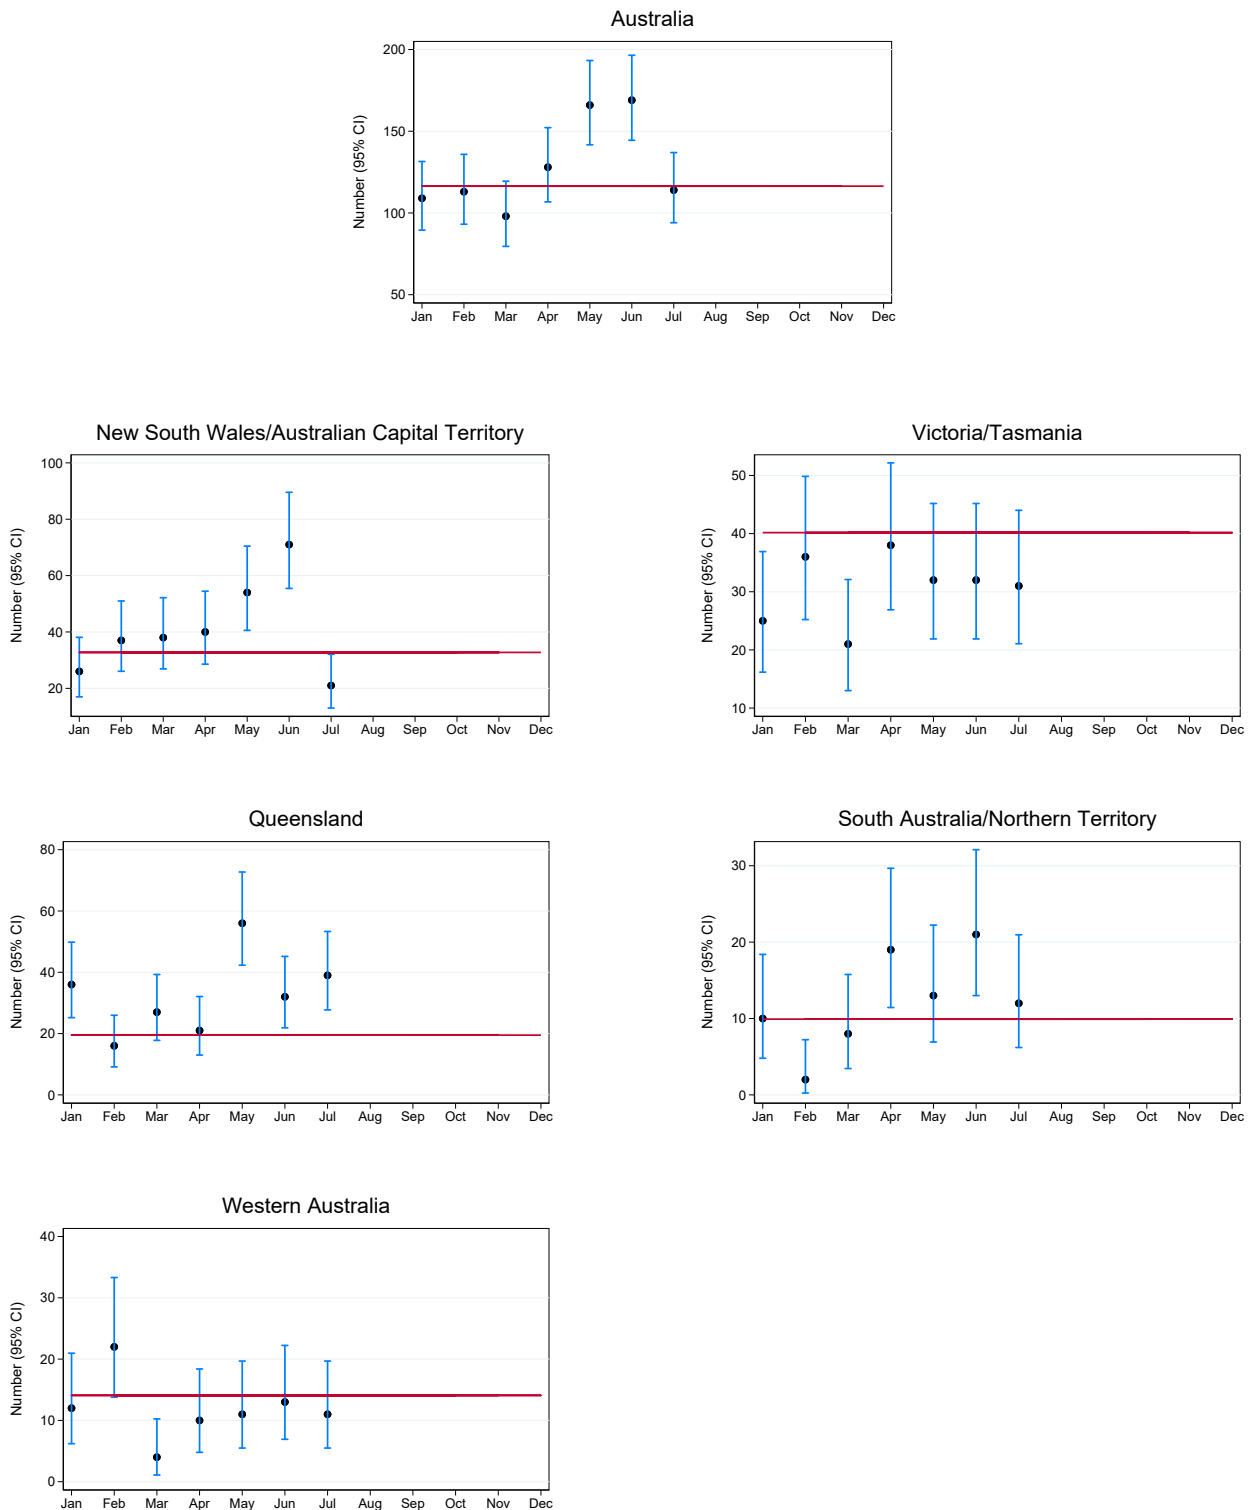 Australia
Number (95% CI)
200
150
100
50
Jan Feb Mar Apr May Jun Jul Aug Sep Oct Nov Dec
New South Wales/Australian Capital Territory
Number (95% CI)
100
80
60
40
20
Jan Feb Mar Apr May Jun Jul Aug Sep Oct Nov Dec
Victoria/Tasmania
Number (95% CI)
50
40
30
20
10
Jan Feb Mar Apr May Jun Jul Aug Sep Oct Nov Dec
Queensland
Number (95% CI)
80
60
40
20
0
Jan Feb Mar Apr May Jun Jul Aug Sep Oct Nov Dec
South Australia/Northern Territory
Number (95% CI)
30
20
10
0
Jan Feb Mar Apr May Jun Jul Aug Sep Oct Nov Dec
Western Australia
Number (95% CI)
40
30
20
10
0
Jan Feb Mar Apr May Jun Jul Aug Sep Oct Nov Dec